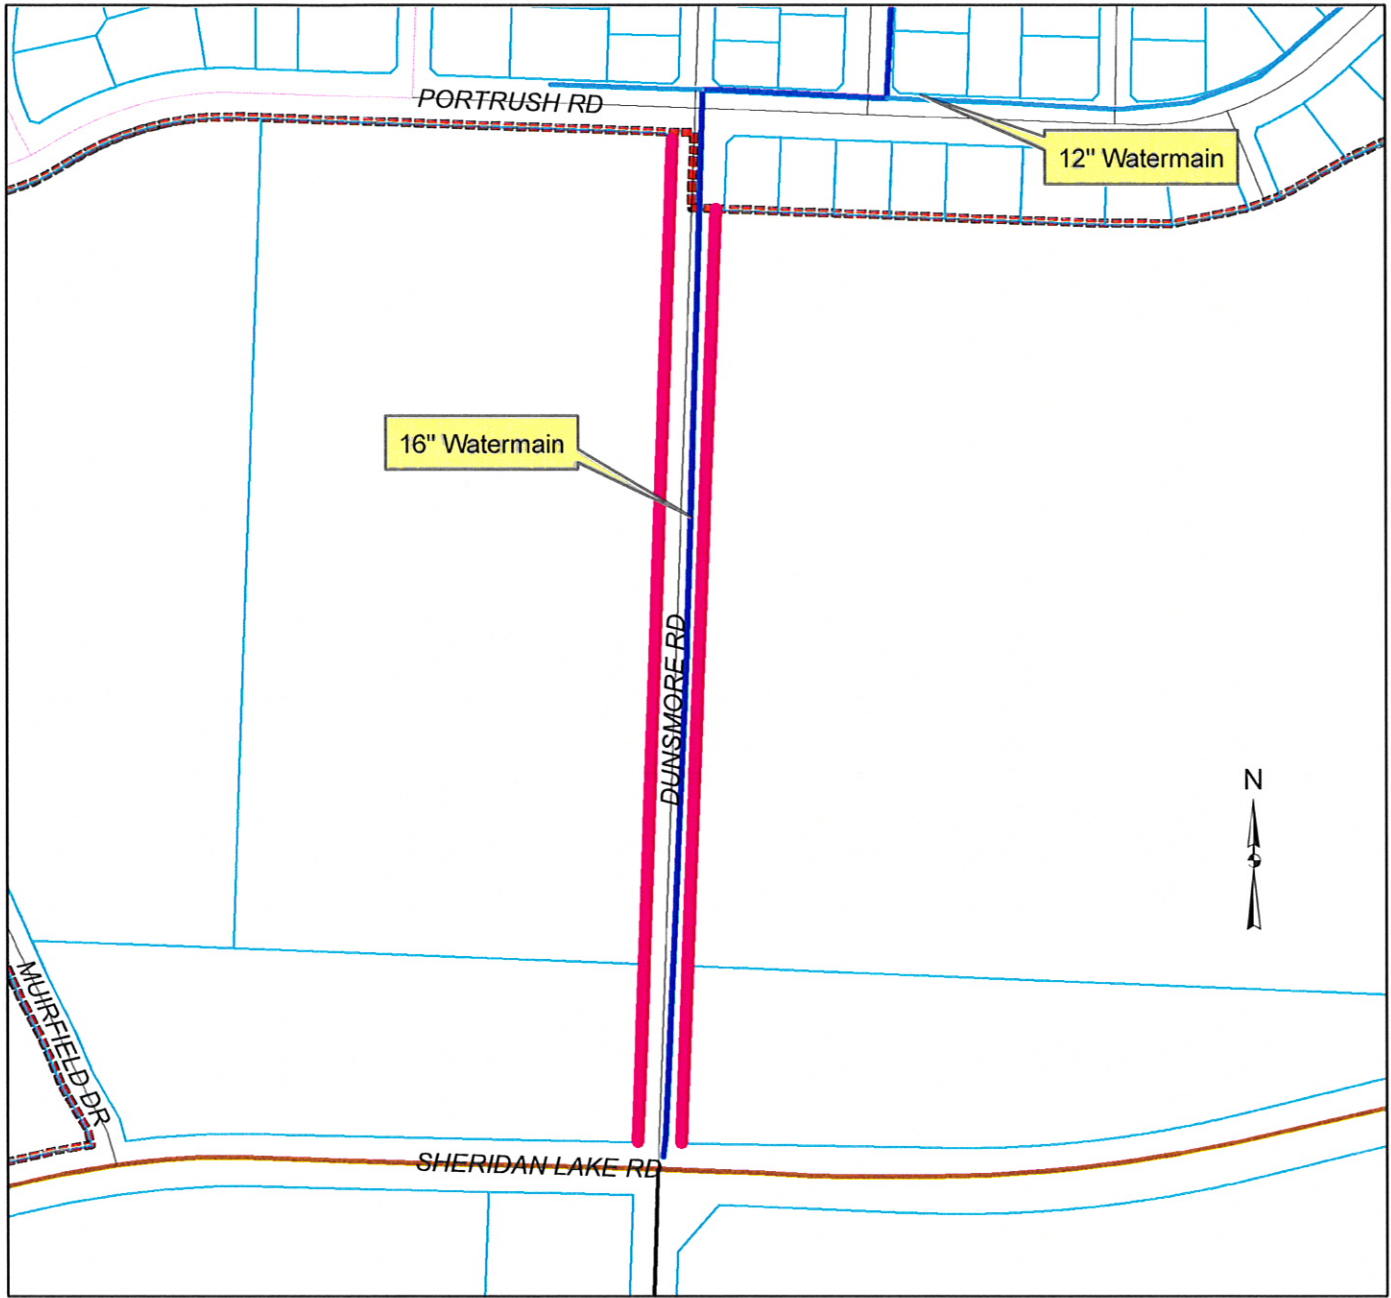 PORTRUSH RD
12" Watermain
16" Watermain
DUNSMORE RD
N
MUIRFIELD DR
SHERIDAN LAKE RD